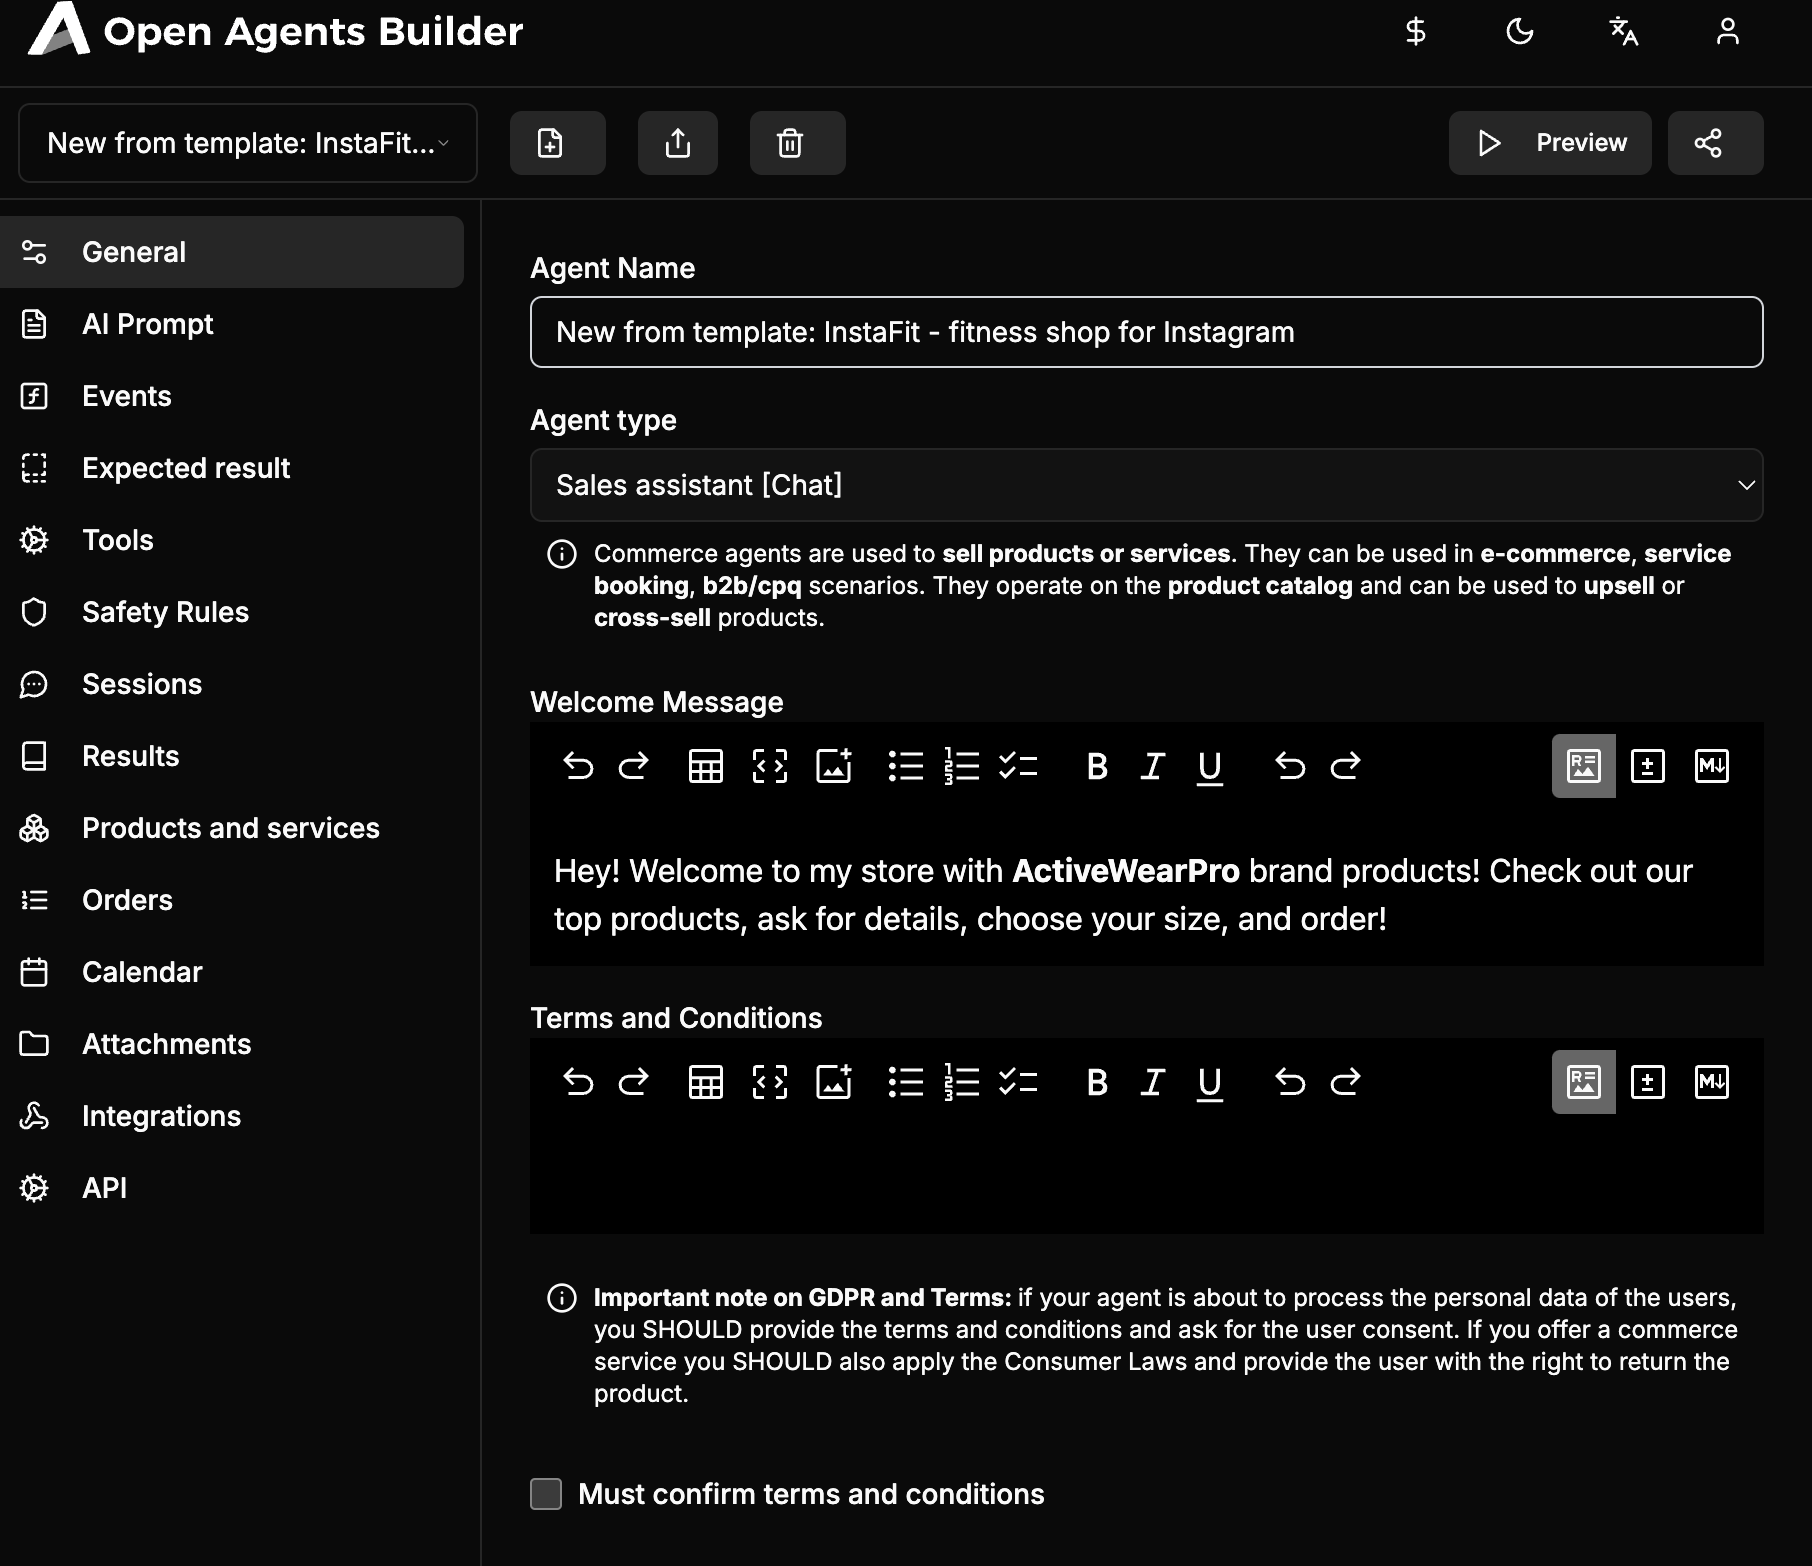 Open Agents Builder
New from template: InstaFit...
Preview
General
AI Prompt
Events
Expected result
Tools
Safety Rules
Sessions
Results
Products and services
Orders
Calendar
Attachments
Integrations
API
Agent Name
New from template: InstaFit - fitness shop for Instagram
Agent type
Sales assistant [Chat]
Commerce agents are used to sell products or services. They can be used in e-commerce, service
booking, b2b/cpq scenarios. They operate on the product catalog and can be used to upsell or
cross-sell products.
Welcome Message
Hey! Welcome to my store with ActiveWearPro brand products! Check out our
top products, ask for details, choose your size, and order!
Terms and Conditions
Important note on GDPR and Terms: if your agent is about to process the personal data of the users,
you SHOULD provide the terms and conditions and ask for the user consent. If you offer a commerce
service you SHOULD also apply the Consumer Laws and provide the user with the right to return the
product.
Must confirm terms and conditions